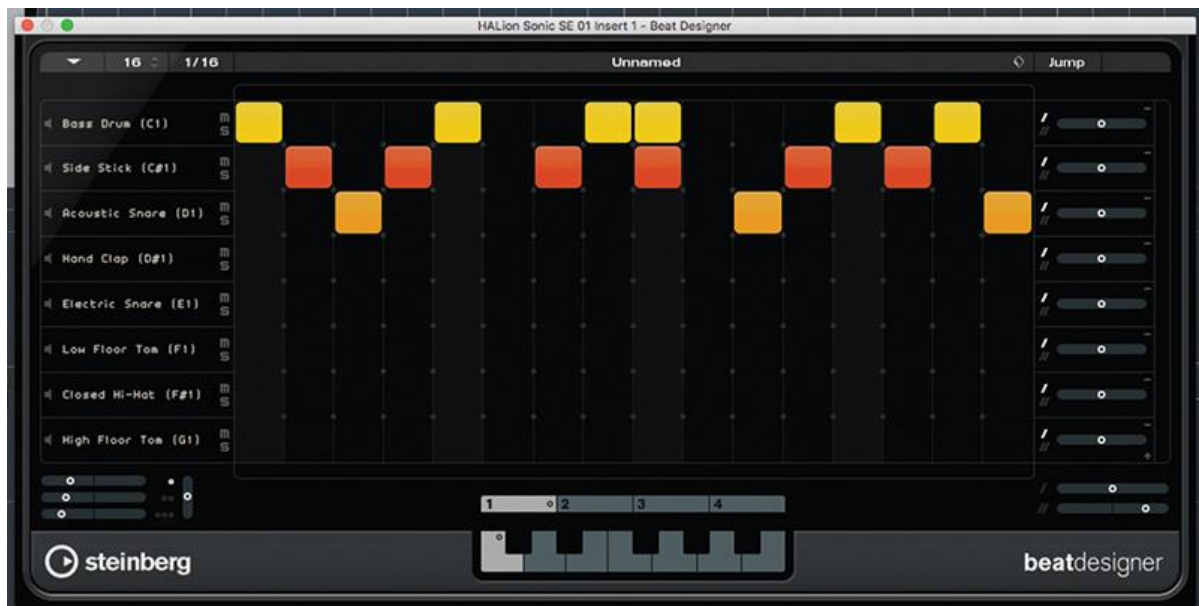 HALion Sonic SE 01 Insert 1 - Beat Designer
16 1/16 Unnamed Jump
Bass Drum (C1) m S
Side Stick (C#1) m S
Acoustic Snare (D1) m S
Hand Clap (D#1) m S
Electric Snare (E1) m S
Low Floor Tom (F1) m S
Closed Hi-Hat (F#1) m S
High Floor Tom (G1) m S
1 2 3 4
steinberg beatdesigner